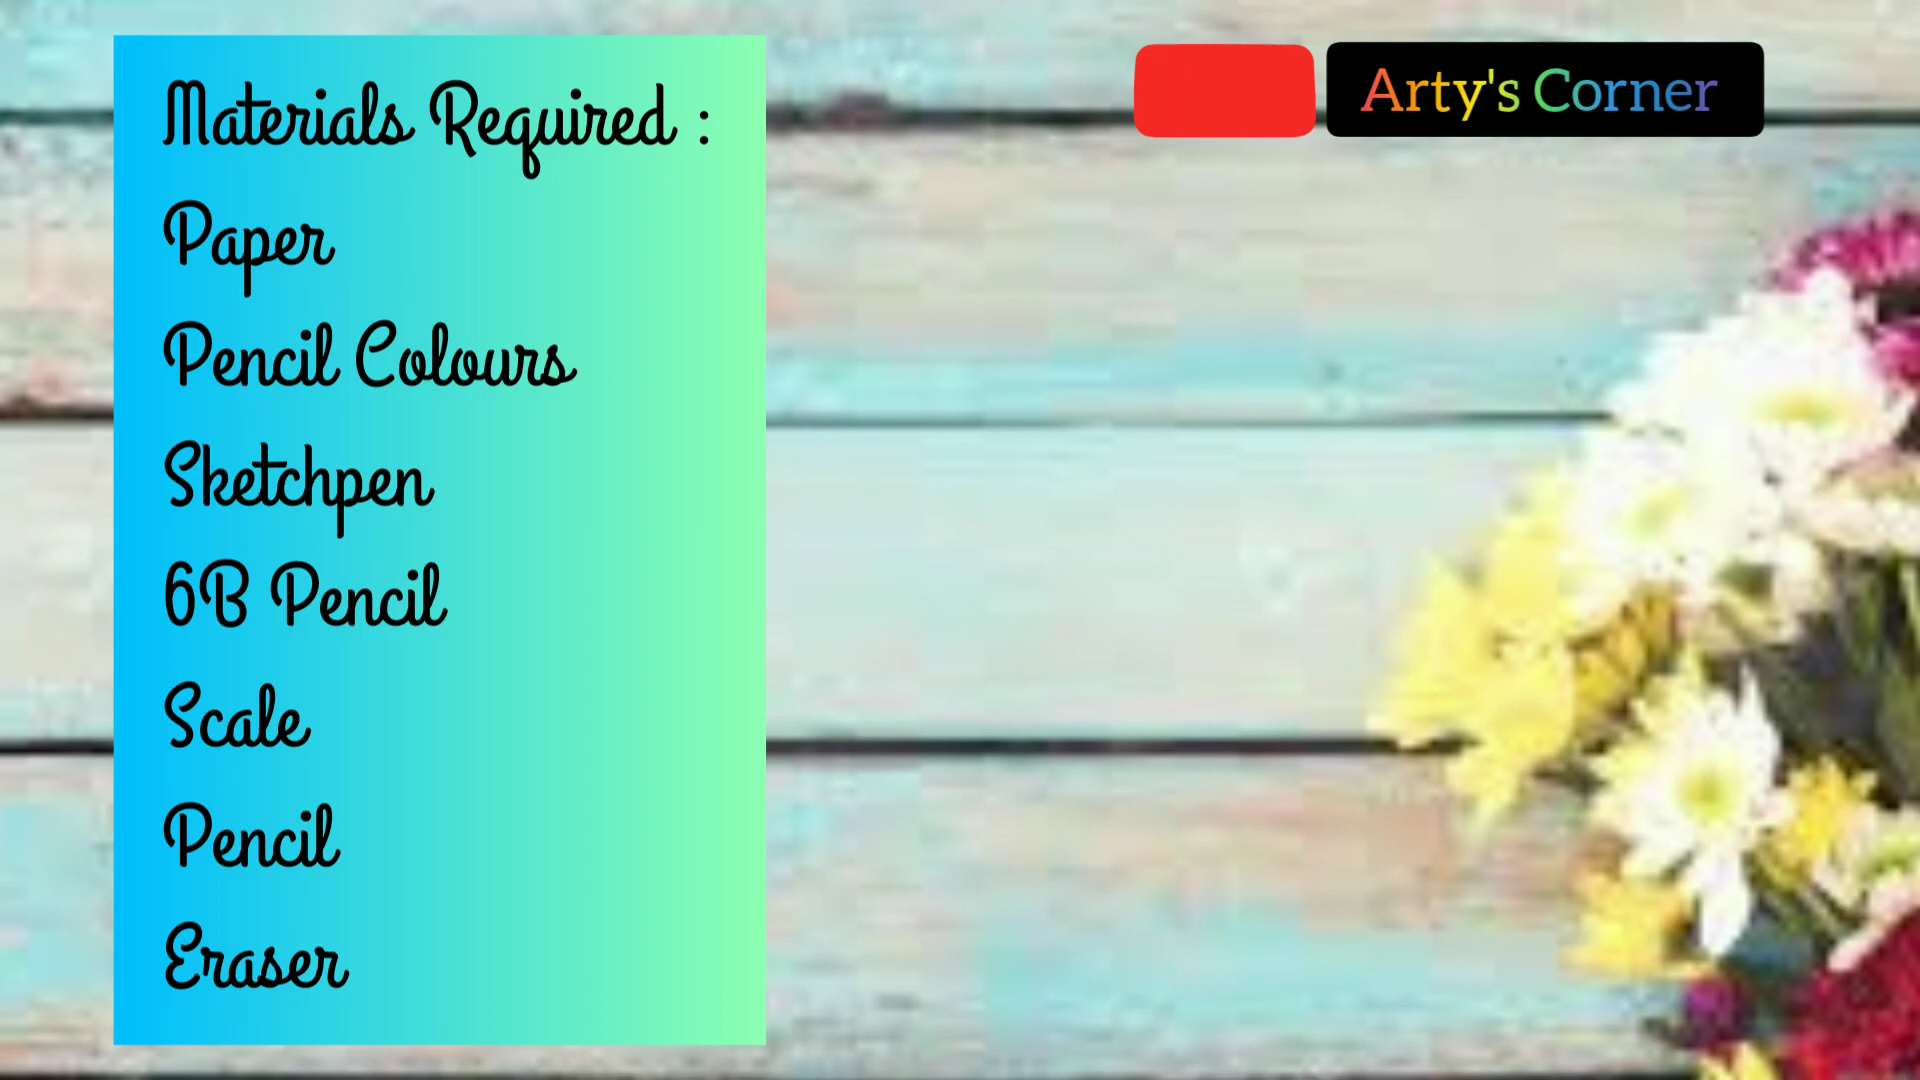 Materials Required :
Paper
Pencil Colours
Sketchpen
6B Pencil
Scale
Pencil
Eraser
Arty's Corner